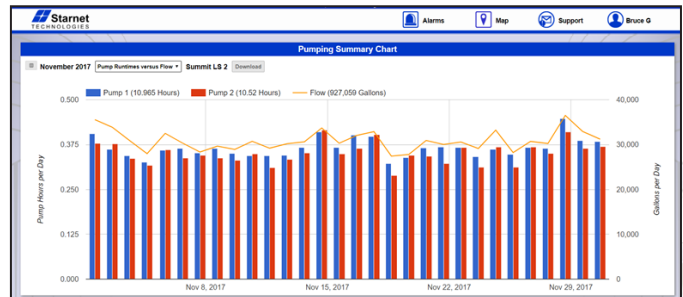 Starnet
TECHNOLOGIES
Alarms
Map
Support
Bruce G
Pumping Summary Chart
November 2017 Pump Runtimes versus Flow Summit LS 2 Download
Pump 1 (10.965 Hours) Pump 2 (10.52 Hours) Flow (927,059 Gallons)
0.500 40,000
0.375 30,000
0.250 20,000
0.125 10,000
0.000 0
Pump Hours per Day
Gallons per Day
Nov 8, 2017 Nov 15, 2017 Nov 22, 2017 Nov 29, 2017